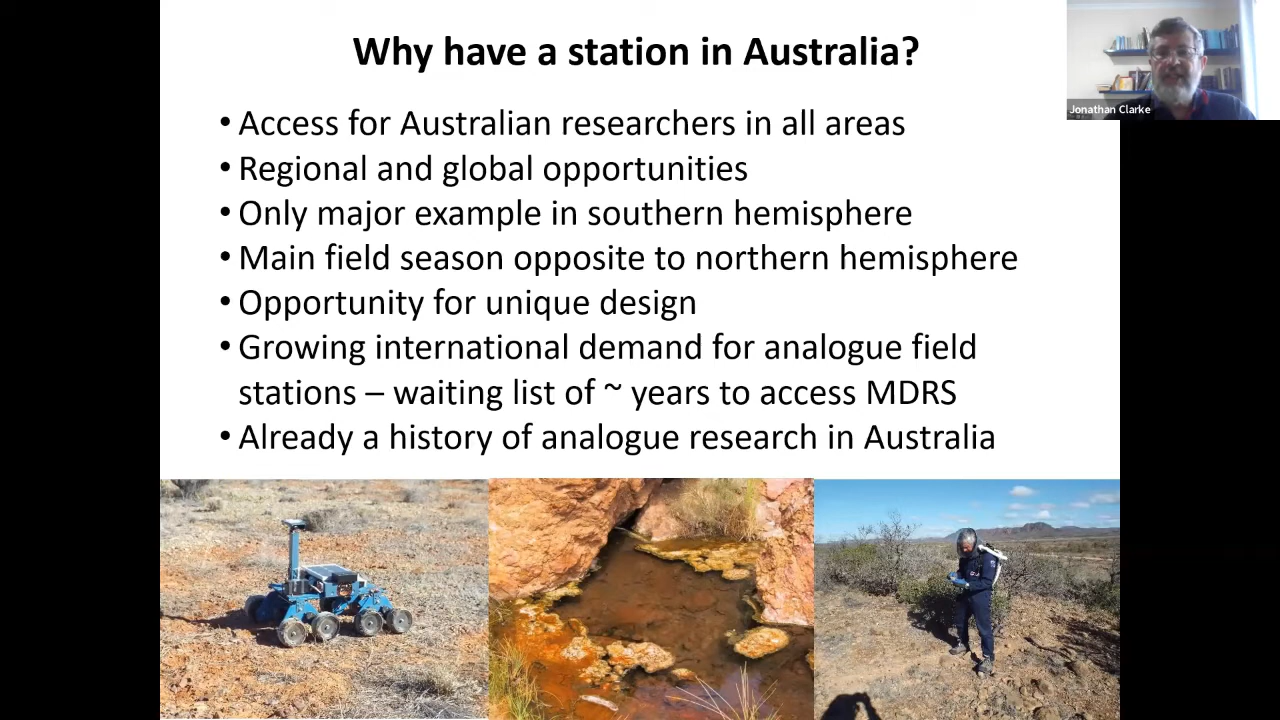 Why have a station in Australia?
Jonathan Clarke
• Access for Australian researchers in all areas
• Regional and global opportunities
• Only major example in southern hemisphere
• Main field season opposite to northern hemisphere
• Opportunity for unique design
• Growing international demand for analogue field
stations – waiting list of ~ years to access MDRS
• Already a history of analogue research in Australia